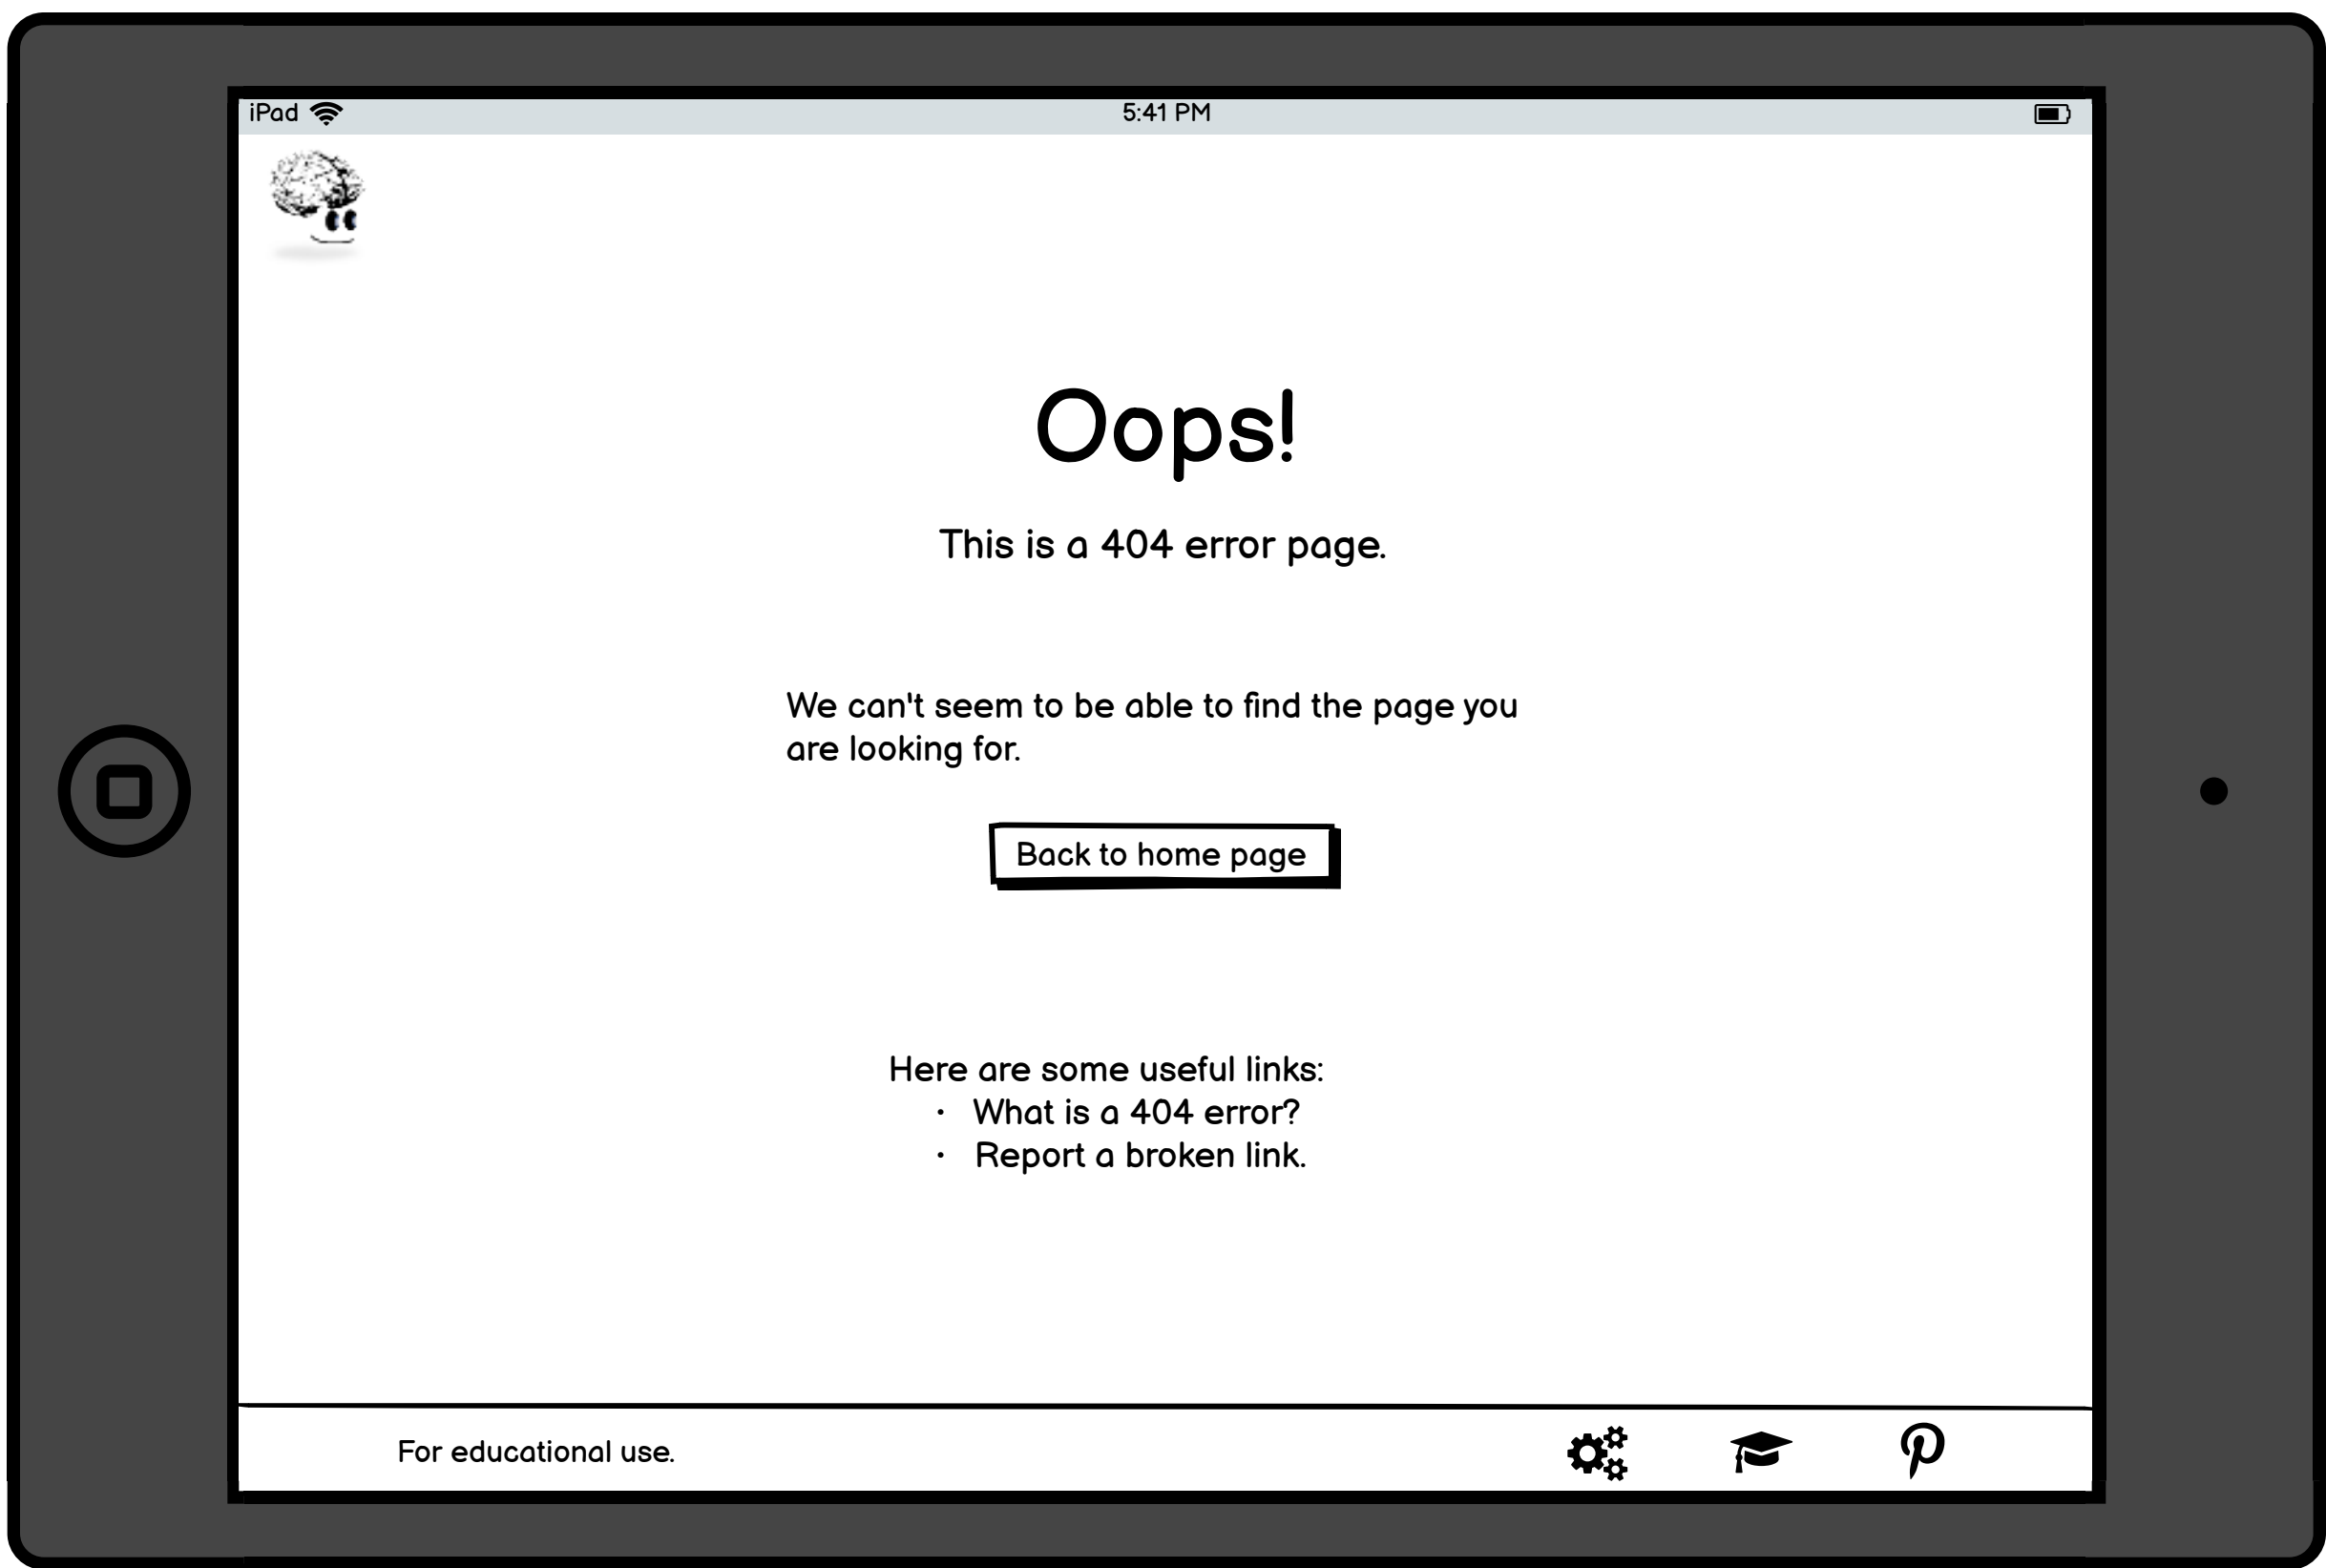 iPad
5:41 PM
Oops!
This is a 404 error page.
We can't seem to be able to find the page you
are looking for.
Back to home page
Here are some useful links:
• What is a 404 error?
• Report a broken link.
For educational use.